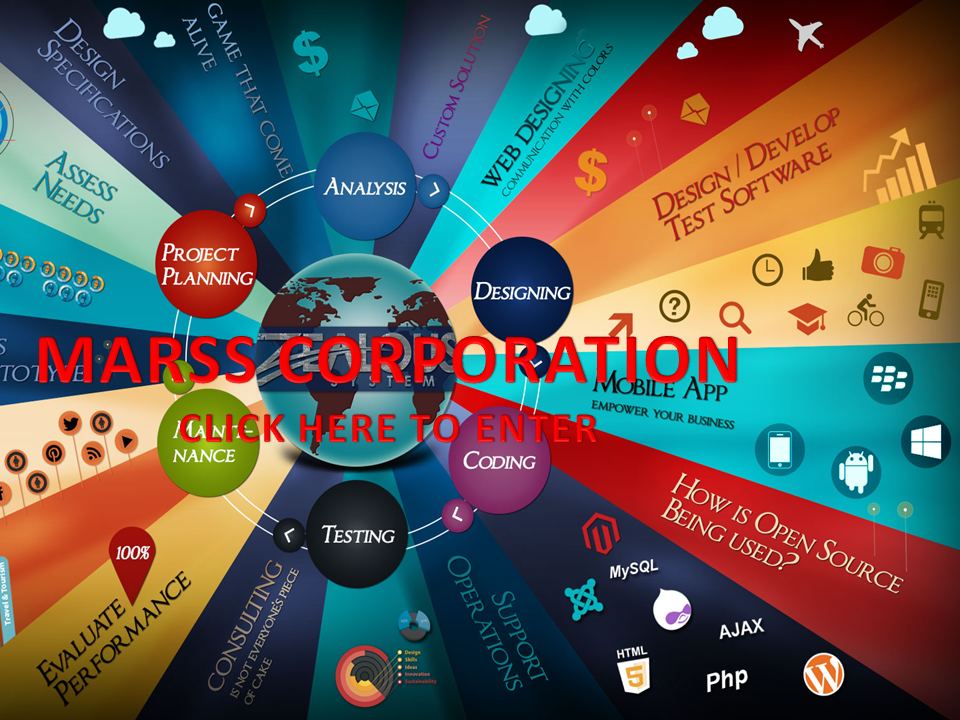 DESIGN
SPECIFICATIONS
GAME THAT COME
ALIVE
CUSTOM SOLUTION
WEB DESIGNING
COMMUNICATION WITH COLORS
DESIGN / DEVELOP
TEST SOFTWARE
ASSESS
NEEDS
ANALYSIS
PROJECT
PLANNING
DESIGNING
MARSS CORPORATION
SYSTEM
CLICK HERE TO ENTER
MOBILE APP
EMPOWER YOUR BUSINESS
MAINTE-
NANCE
CODING
TESTING
HOW IS OPEN SOURCE
BEING USED?
100%
EVALUATE
PERFORMANCE
Travel & Tourism
CONSULTING
IS NOT EVERYONES PIECE
OF CAKE
Design
Skills
Ideas
Innovation
Sustainability
SUPPORT
OPERATIONS
MySQL
AJAX
HTML
5
Php